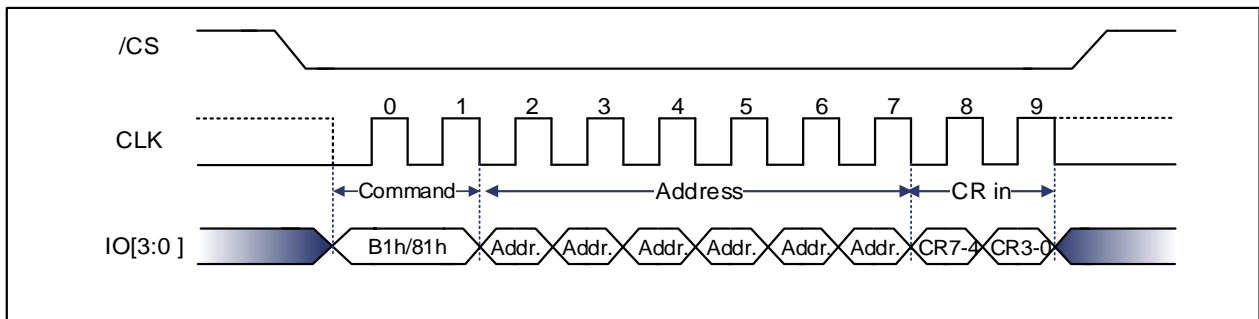 /CS
0 1 2 3 4 5 6 7 8 9
CLK
Command Address CR in
IO[3:0 ] B1h/81h Addr. Addr. Addr. Addr. Addr. Addr. CR7-4 CR3-0